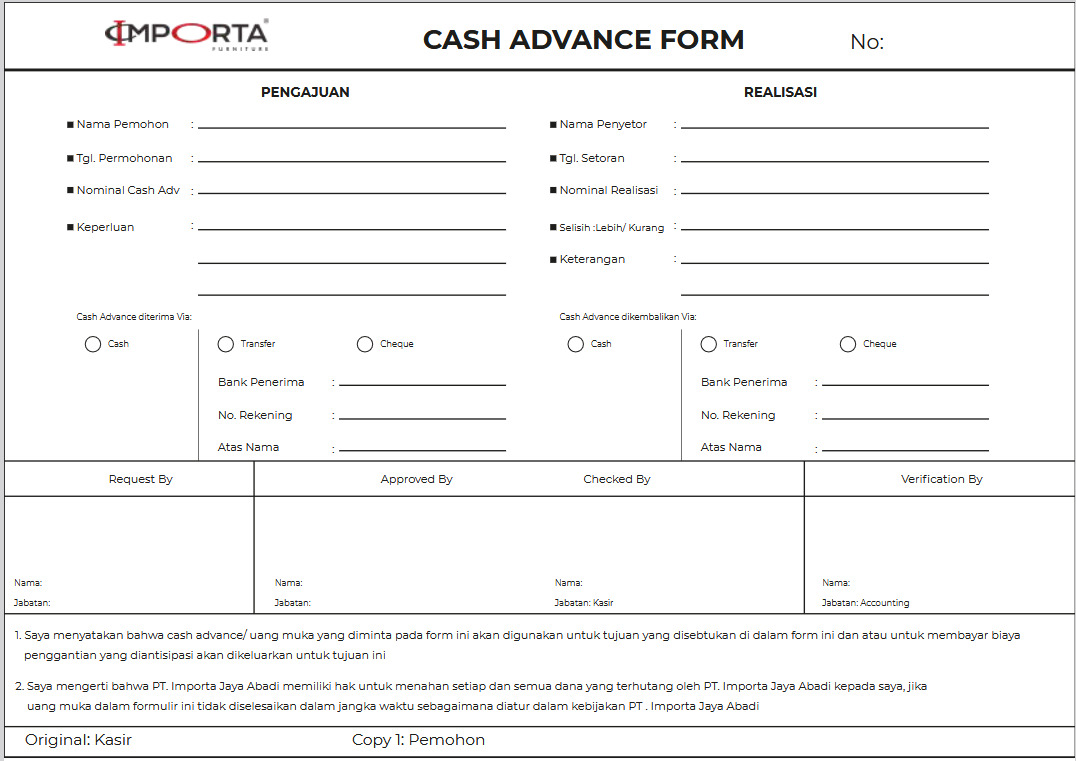 IMPORTA
FURNITURE
CASH ADVANCE FORM
No:
PENGAJUAN
Nama Pemohon :
Tgl. Permohonan :
Nominal Cash Adv :
Keperluan :
Cash Advance diterima Via:
Cash
Transfer
Cheque
Bank Penerima :
No. Rekening :
Atas Nama :
REALISASI
Nama Penyetor :
Tgl. Setoran :
Nominal Realisasi :
Selisih :Lebih/ Kurang :
Keterangan :
Cash Advance dikembalikan Via:
Cash
Transfer
Cheque
Bank Penerima :
No. Rekening :
Atas Nama :
Request By
Approved By
Checked By
Verification By
Nama:
Jabatan:
Nama:
Jabatan:
Nama:
Jabatan: Kasir
Nama:
Jabatan: Accounting
1. Saya menyatakan bahwa cash advance/ uang muka yang diminta pada form ini akan digunakan untuk tujuan yang disebtukan di dalam form ini dan atau untuk membayar biaya
penggantian yang diantisipasi akan dikeluarkan untuk tujuan ini
2. Saya mengerti bahwa PT. Importa Jaya Abadi memiliki hak untuk menahan setiap dan semua dana yang terhutang oleh PT. Importa Jaya Abadi kepada saya, jika
uang muka dalam formulir ini tidak diselesaikan dalam jangka waktu sebagaimana diatur dalam kebijakan PT . Importa Jaya Abadi
Original: Kasir
Copy 1: Pemohon